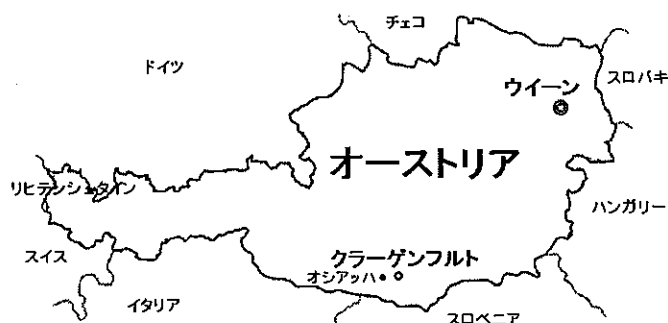 チェコ
ドイツ
スロバキ
ウイーン
オーストリア
リヒテンシュタイン
ハンガリー
スイス
クラーゲンフルト
オシアッハ
イタリア
スロベニア